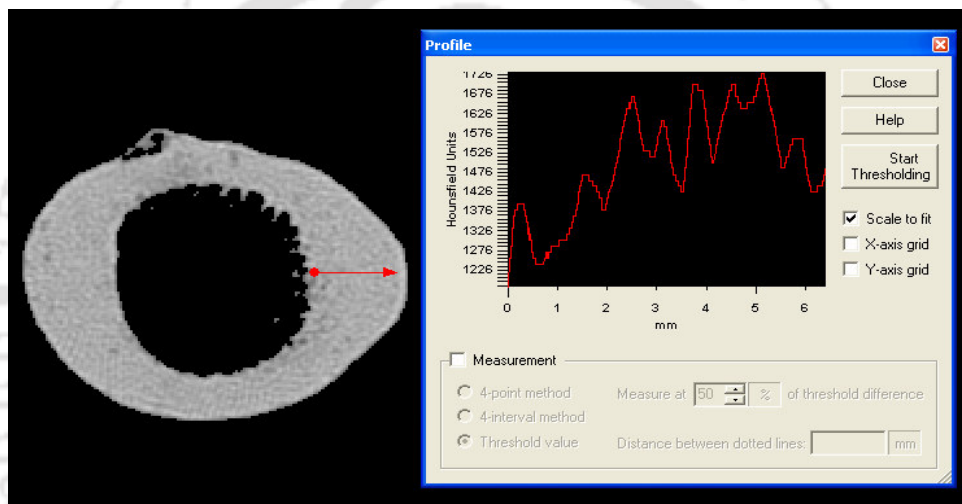 Profile
1726
1676
1626
1576
1526
1476
1426
1376
1326
1276
1226
Hounsfield Units
0 1 2 3 4 5 6
mm
Close
Help
Start
Thresholding
Scale to fit
X-axis grid
Y-axis grid
Measurement
4-point method
Measure at 50 % of threshold difference
4-interval method
Threshold value
Distance between dotted lines: mm